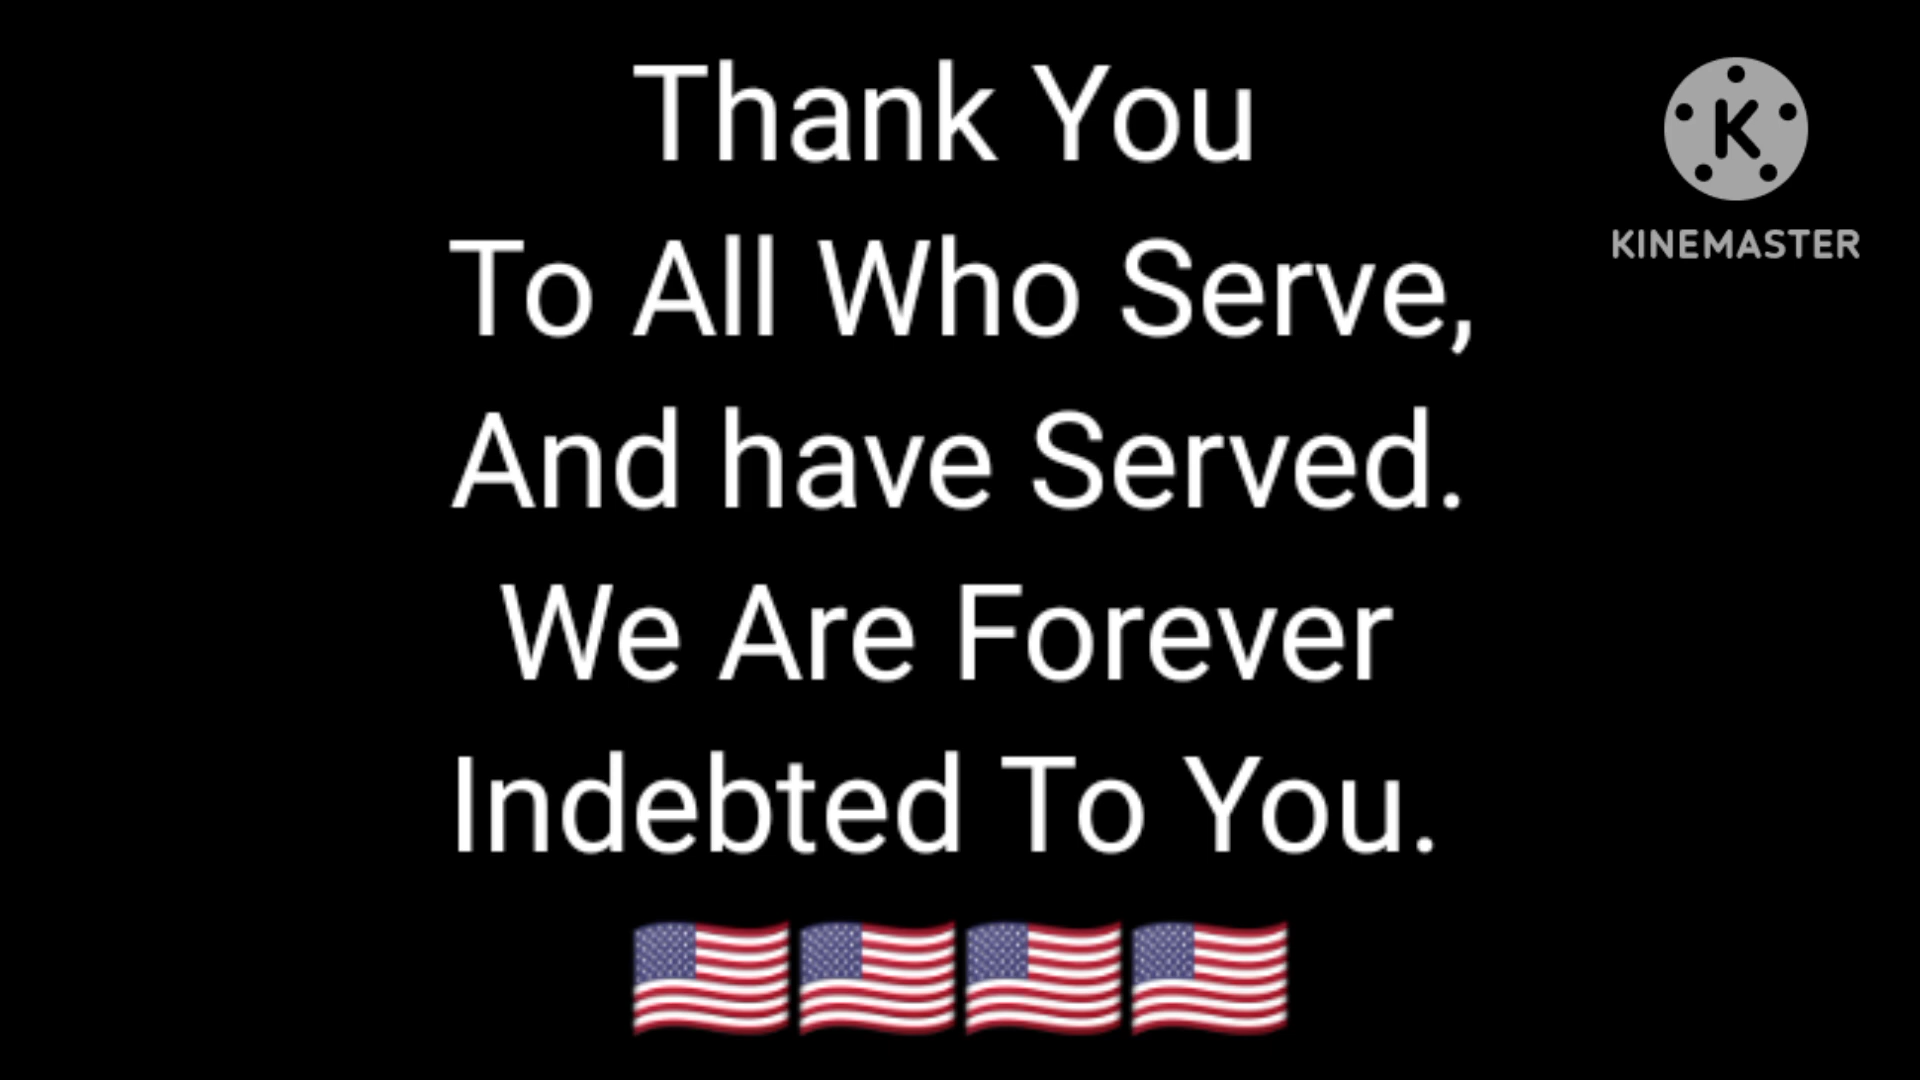 Thank You
To All Who Serve,
And have Served.
We Are Forever
Indebted To You.
🇺🇸🇺🇸🇺🇸🇺🇸
K
KINEMASTER